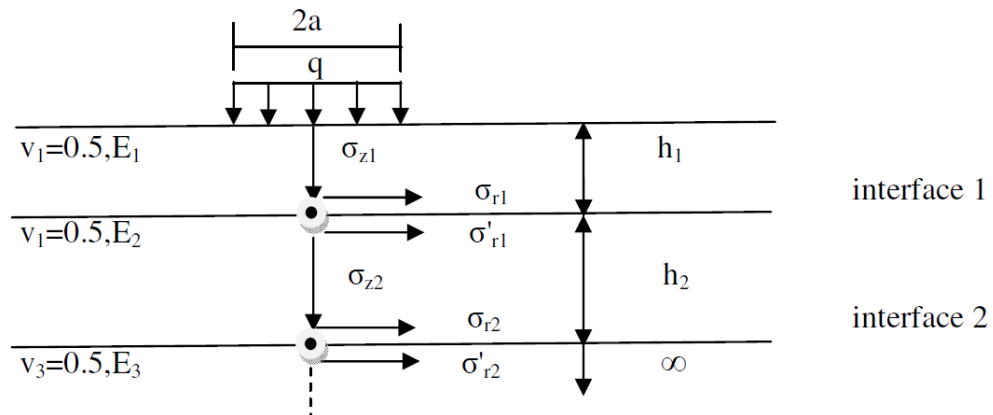 2a
q
v₁=0.5,E₁
σz1
h₁
σr1
interface 1
v₁=0.5,E₂
σ'r1
σz2
h₂
σr2
interface 2
v₃=0.5,E₃
σ'r2
∞